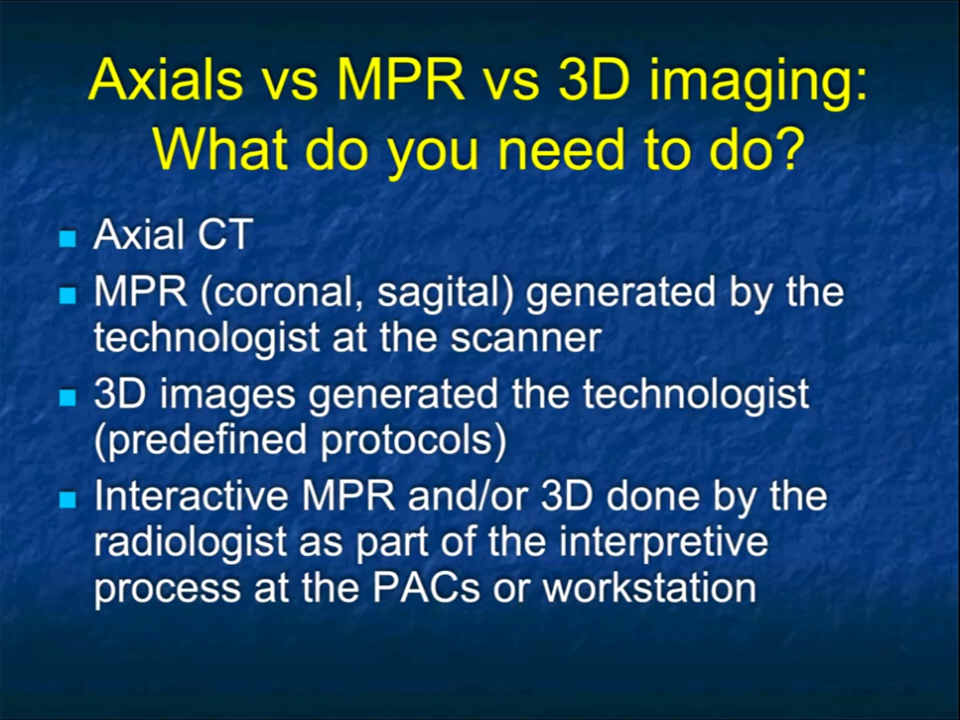 Axials vs MPR vs 3D imaging:
What do you need to do?
Axial CT
MPR (coronal, sagital) generated by the
technologist at the scanner
3D images generated the technologist
(predefined protocols)
Interactive MPR and/or 3D done by the
radiologist as part of the interpretive
process at the PACs or workstation